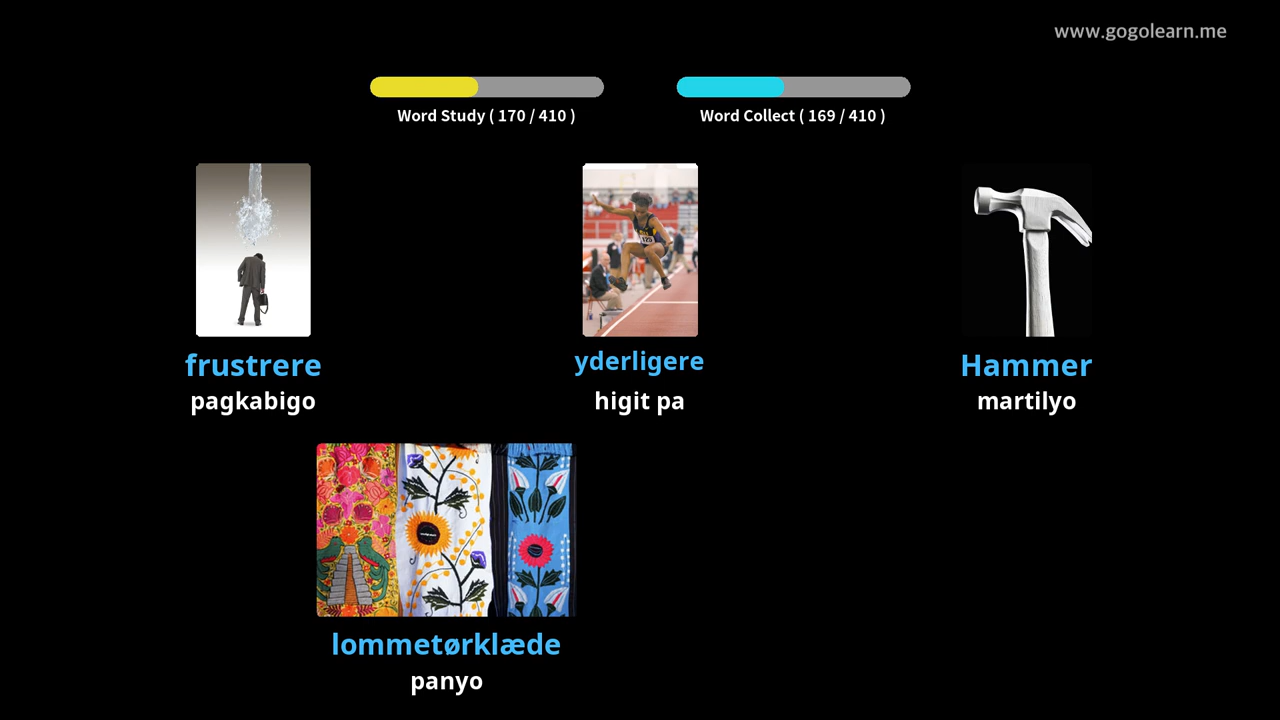 www.gogolearn.me
Word Study ( 170 / 410 )
Word Collect ( 169 / 410 )
frustrere
pagkabigo
yderligere
higit pa
Hammer
martilyo
lommetørklæde
panyo